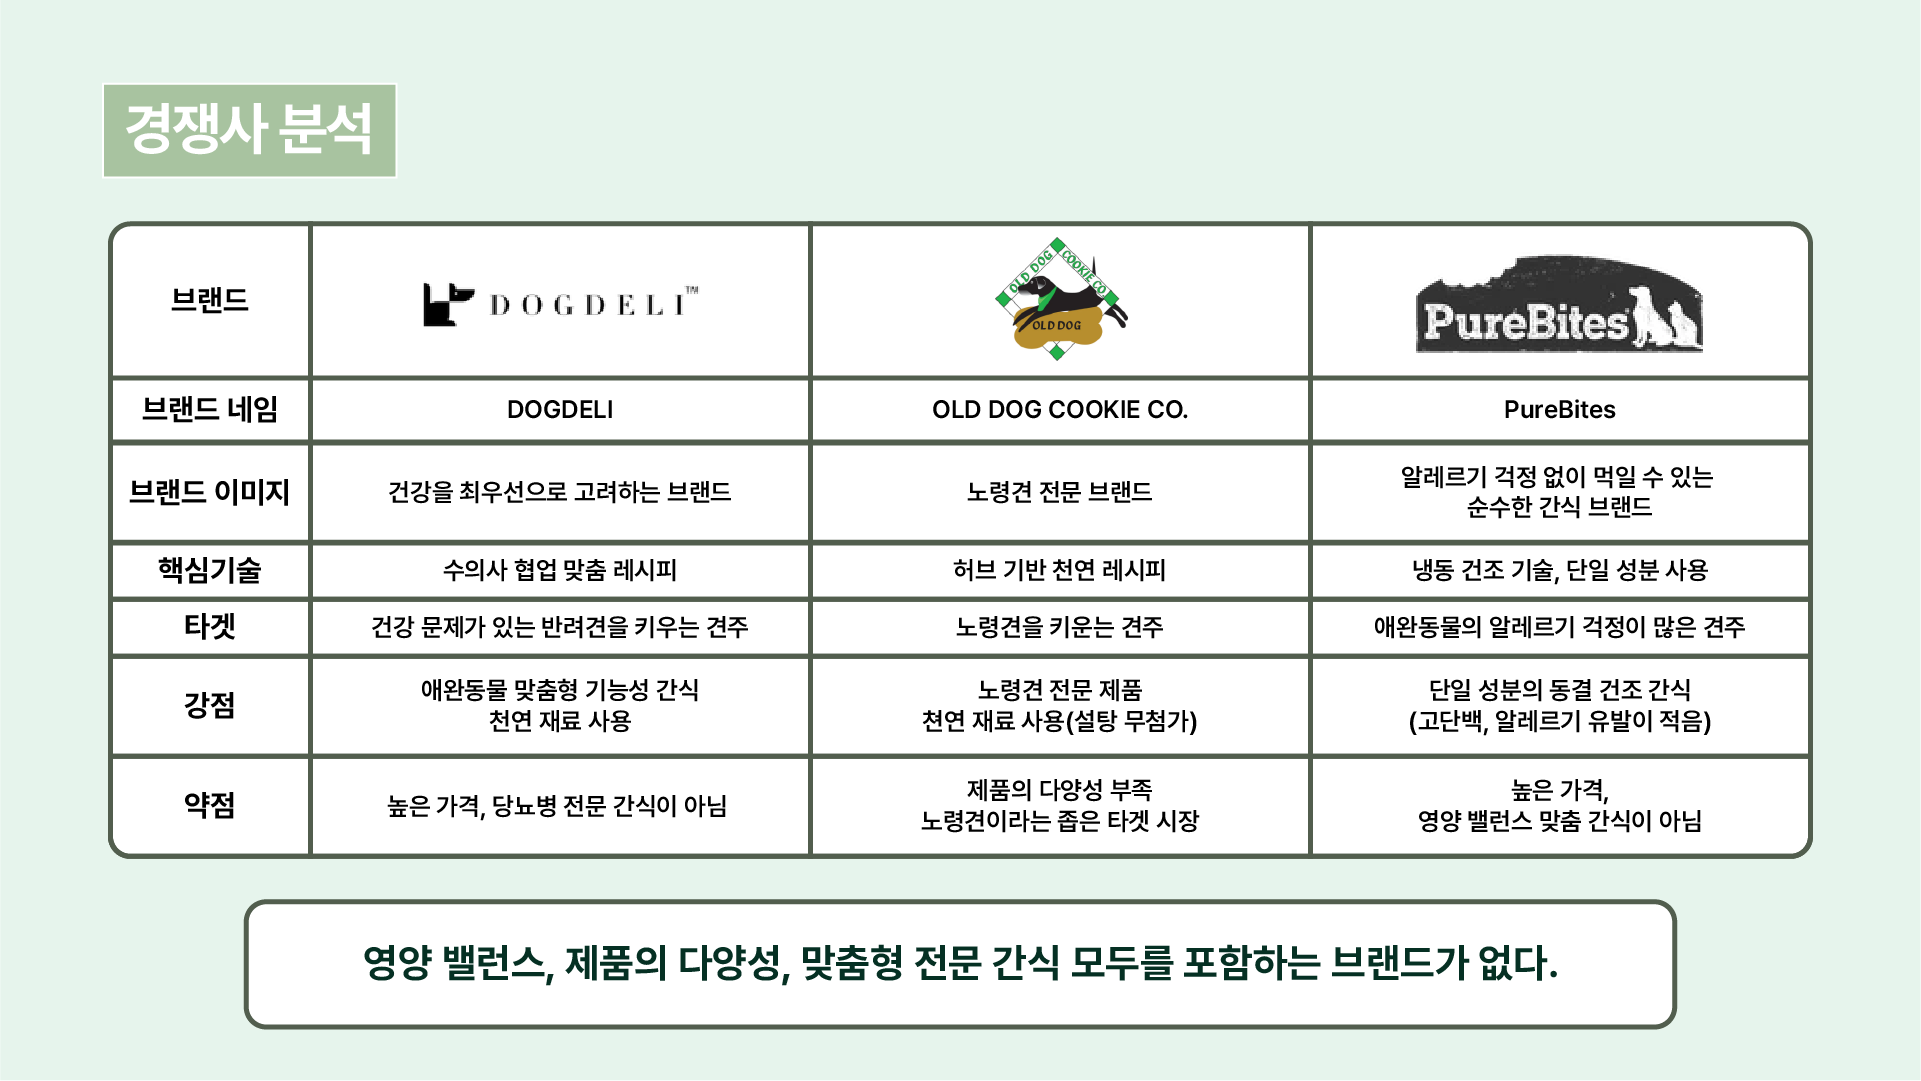 경쟁사 분석
브랜드
DOGDELI™
OLD DOG COOKIE CO.
OLD DOG
PureBites
브랜드 네임
DOGDELI
OLD DOG COOKIE CO.
PureBites
브랜드 이미지
건강을 최우선으로 고려하는 브랜드
노령견 전문 브랜드
알레르기 걱정 없이 먹일 수 있는
순수한 간식 브랜드
핵심기술
수의사 협업 맞춤 레시피
허브 기반 천연 레시피
냉동 건조 기술, 단일 성분 사용
타겟
건강 문제가 있는 반려견을 키우는 견주
노령견을 키운는 견주
애완동물의 알레르기 걱정이 많은 견주
강점
애완동물 맞춤형 기능성 간식
천연 재료 사용
노령견 전문 제품
쳔연 재료 사용(설탕 무첨가)
단일 성분의 동결 건조 간식
(고단백, 알레르기 유발이 적음)
약점
높은 가격, 당뇨병 전문 간식이 아님
제품의 다양성 부족
노령견이라는 좁은 타겟 시장
높은 가격,
영양 밸런스 맞춤 간식이 아님
영양 밸런스, 제품의 다양성, 맞춤형 전문 간식 모두를 포함하는 브랜드가 없다.